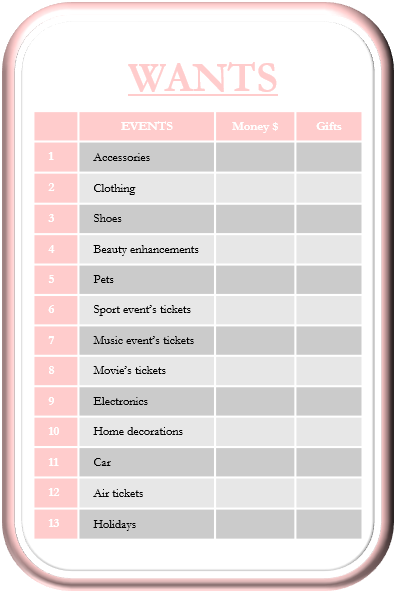 WANTS
EVENTS Money $ Gifts
1 Accessories
2 Clothing
3 Shoes
4 Beauty enhancements
5 Pets
6 Sport event’s tickets
7 Music event’s tickets
8 Movie’s tickets
9 Electronics
10 Home decorations
11 Car
12 Air tickets
13 Holidays